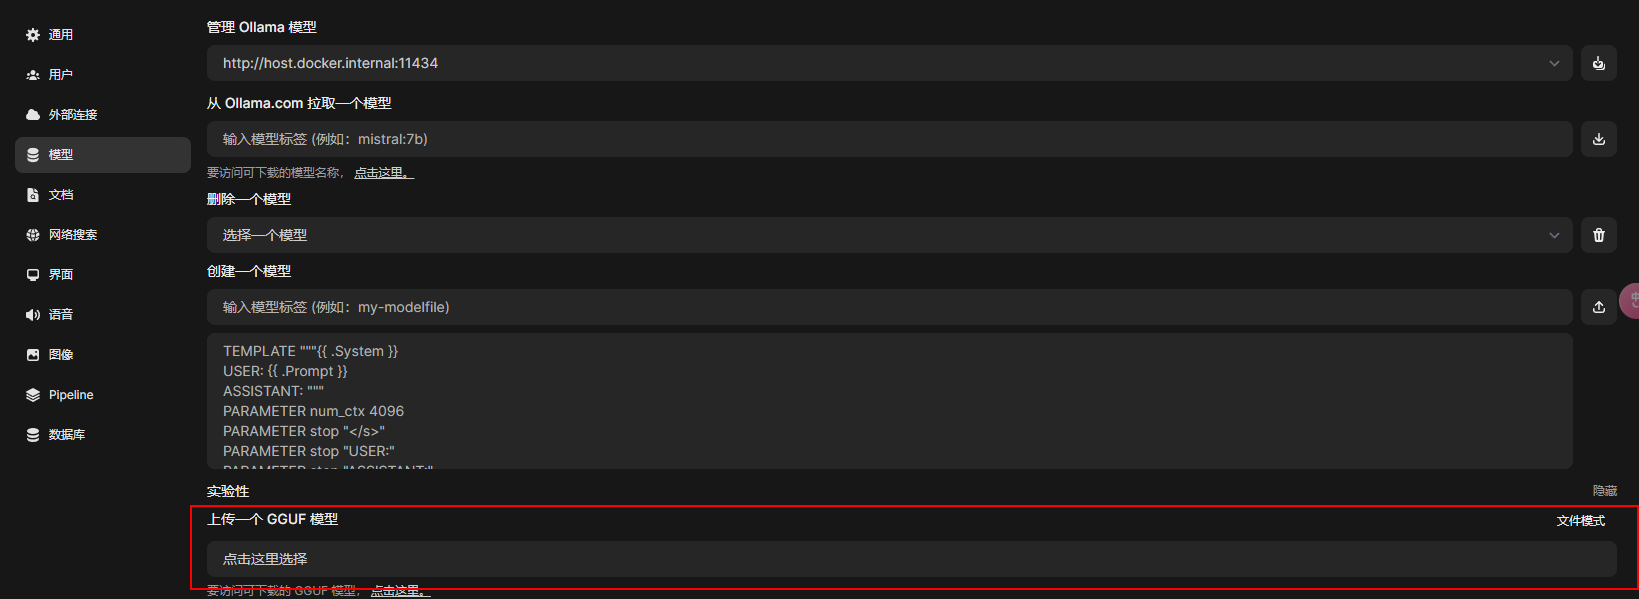 通用
用户
外部连接
模型
文档
网络搜索
界面
语音
图像
Pipeline
数据库
管理 Ollama 模型
http://host.docker.internal:11434
从 Ollama.com 拉取一个模型
输入模型标签 (例如：mistral:7b)
要访问可下载的模型名称，点击这里。
删除一个模型
选择一个模型
创建一个模型
输入模型标签 (例如：my-modelfile)
TEMPLATE """{{ .System }}
USER: {{ .Prompt }}
ASSISTANT: """
PARAMETER num_ctx 4096
PARAMETER stop "</s>"
PARAMETER stop "USER:"
PARAMETER stop "ASSISTANT:"
实验性 隐藏
上传一个 GGUF 模型 文件模式
点击这里选择
要访问可下载的 GGUF 模型，点击这里。